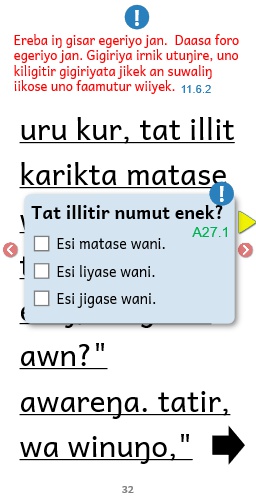 !
Ereba iŋ gisar egeriyo jan. Daasa foro
egeriyo jan. Gigiriya irnik utuŋire, uno
kiligitir gigiriyata jikek an suwaliŋ
iikose uno faamutur wiiyek. 11.6.2
uru kur, tat illit
karikta matase
!
Tat illitir numut enek?
A27.1
Esi matase wani.
Esi liyase wani.
Esi jigase wani.
awn?"
awareŋa. tatir,
wa winuŋo,"
32